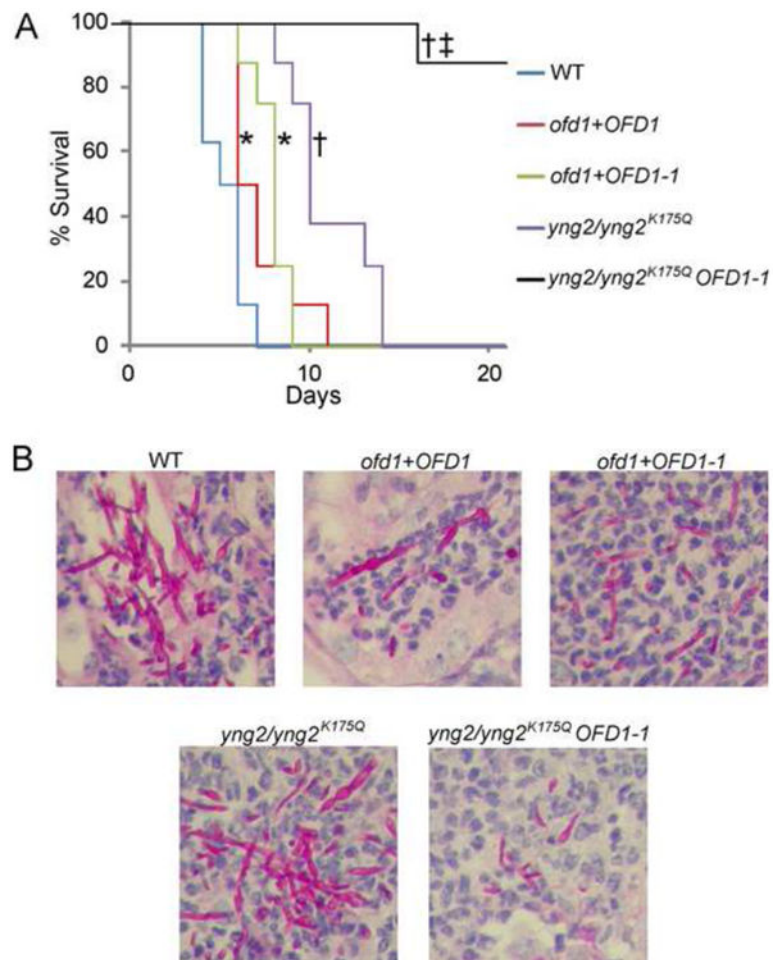 A
100
80
60
40
20
0
% Survival
0
10
20
Days
*
*
†
†‡
WT
ofd1+OFD1
ofd1+OFD1-1
yng2/yng2K175Q
yng2/yng2K175Q OFD1-1
B
WT
ofd1+OFD1
ofd1+OFD1-1
yng2/yng2K175Q
yng2/yng2K175Q OFD1-1